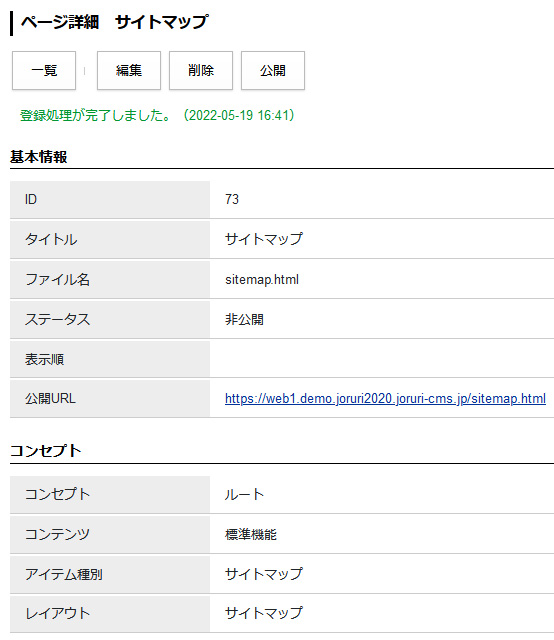 ページ詳細　サイトマップ
一覧 | 編集 削除 公開
登録処理が完了しました。（2022-05-19 16:41）
基本情報
ID 73
タイトル サイトマップ
ファイル名 sitemap.html
ステータス 非公開
表示順
公開URL https://web1.demo.joruri2020.joruri-cms.jp/sitemap.html
コンセプト
コンセプト ルート
コンテンツ 標準機能
アイテム種別 サイトマップ
レイアウト サイトマップ